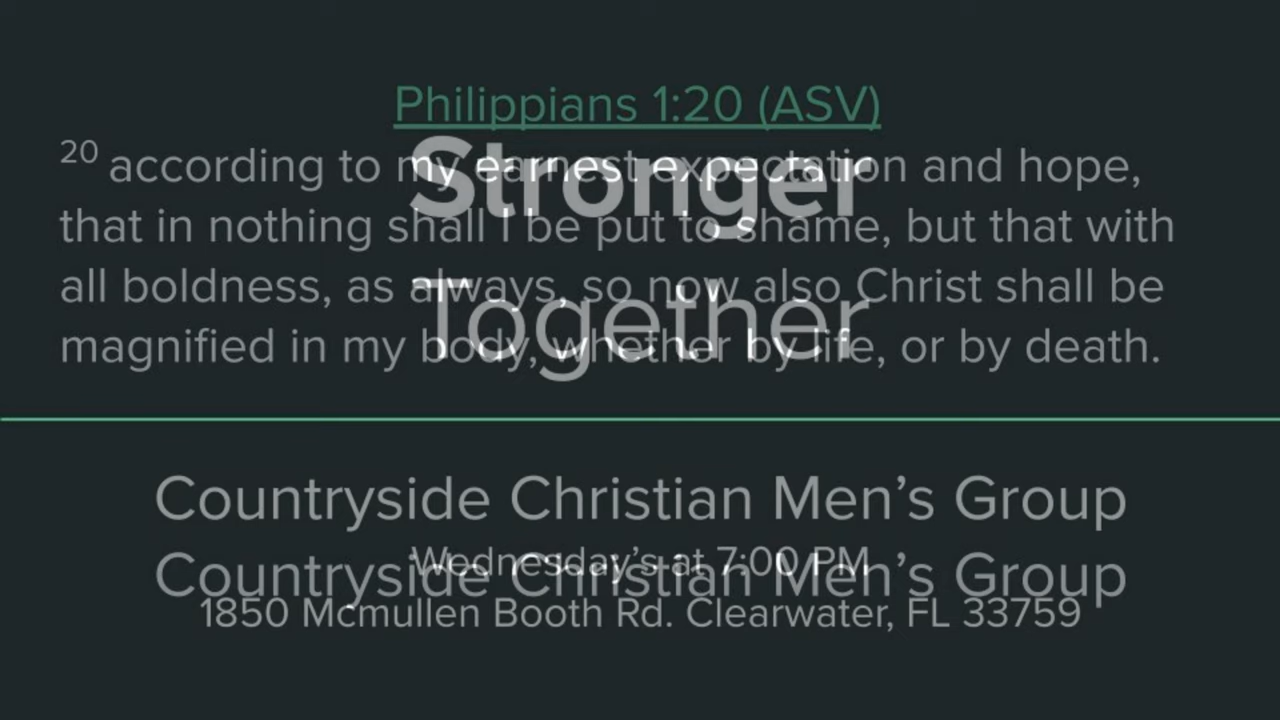 Philippians 1:20 (ASV)
Stronger
20 according to my earnest expectation and hope,
that in nothing shall I be put to shame, but that with
Together
all boldness, as always, so now also Christ shall be
magnified in my body, whether by life, or by death.
Countryside Christian Men’s Group
Wednesday’s at 7:00 PM
Countryside Christian Men’s Group
1850 Mcmullen Booth Rd. Clearwater, FL 33759